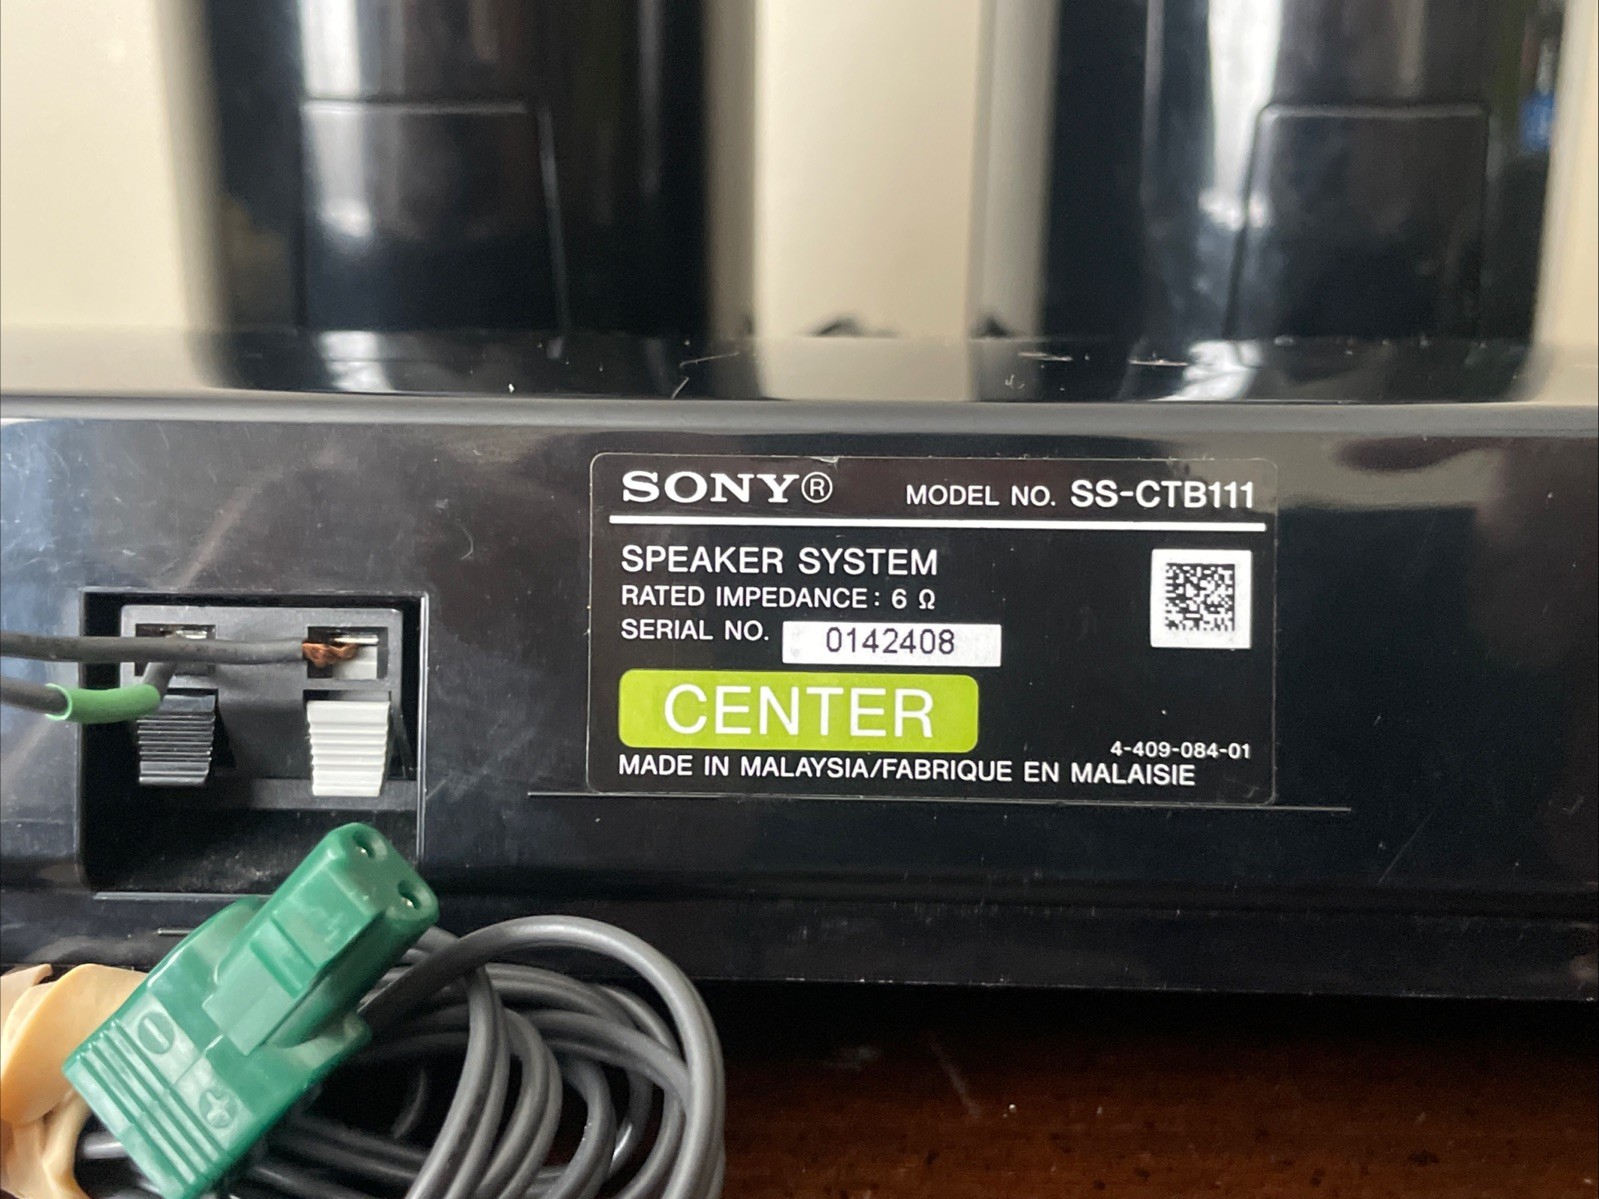 SONY® MODEL NO. SS-CTB111
SPEAKER SYSTEM
RATED IMPEDANCE: 6 Ω
SERIAL NO. 0142408
CENTER
4-409-084-01
MADE IN MALAYSIA/FABRIQUE EN MALAISIE
− +